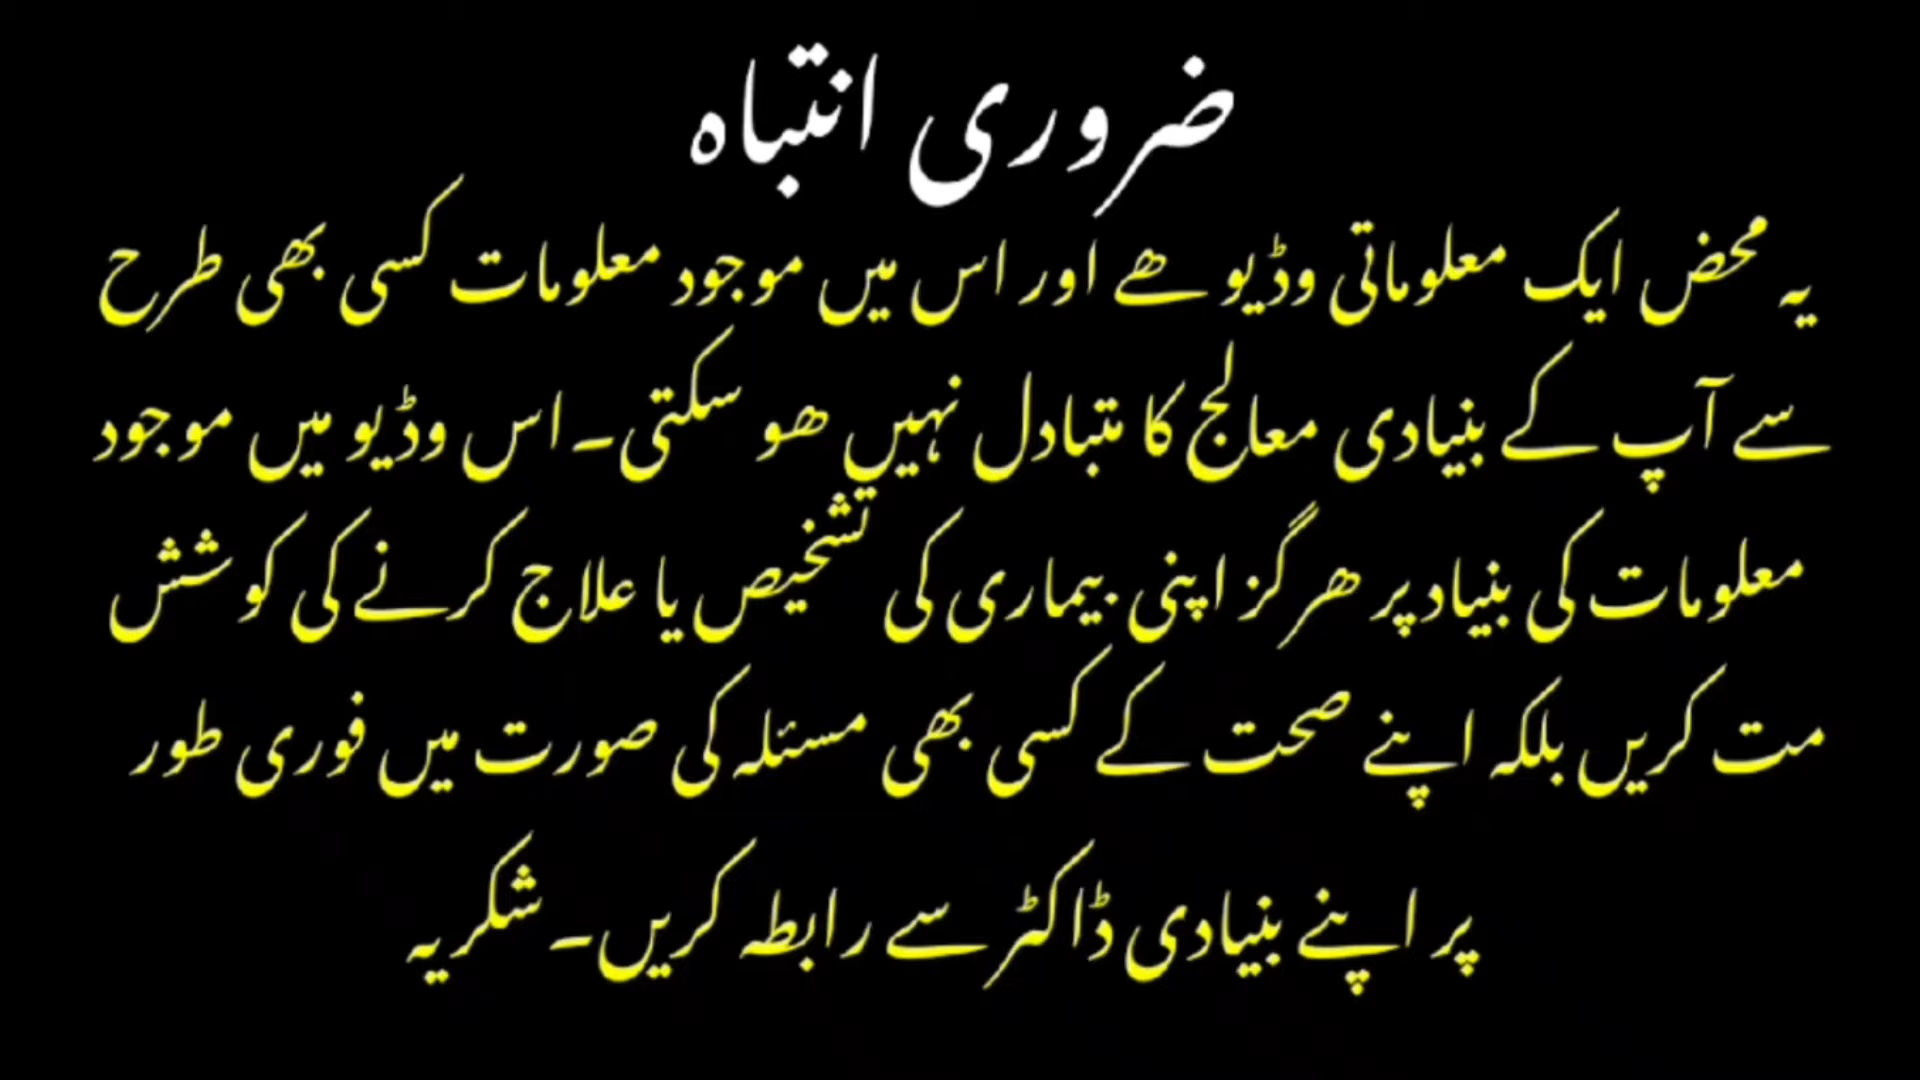 ضروری انتباہ
یہ محض ایک معلوماتی وڈیو ھے اور اس میں موجود معلومات کسی بھی طرح
سے آپ کے بنیادی معالج کا متبادل نہیں ھو سکتی۔ اس وڈیو میں موجود
معلومات کی بنیاد پر ھرگز اپنی بیماری کی تشخیص یا علاج کرنے کی کوشش
مت کریں بلکہ اپنے صحت کے کسی بھی مسئلہ کی صورت میں فوری طور
پر اپنے بنیادی ڈاکٹر سے رابطہ کریں۔ شکریہ